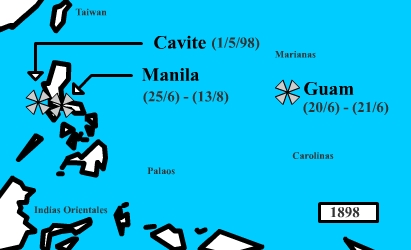 Taiwan
Cavite (1/5/98)
Marianas
Manila
(25/6) - (13/8)
Guam
(20/6) - (21/6)
Carolinas
Palaos
Indias Orientales
1898